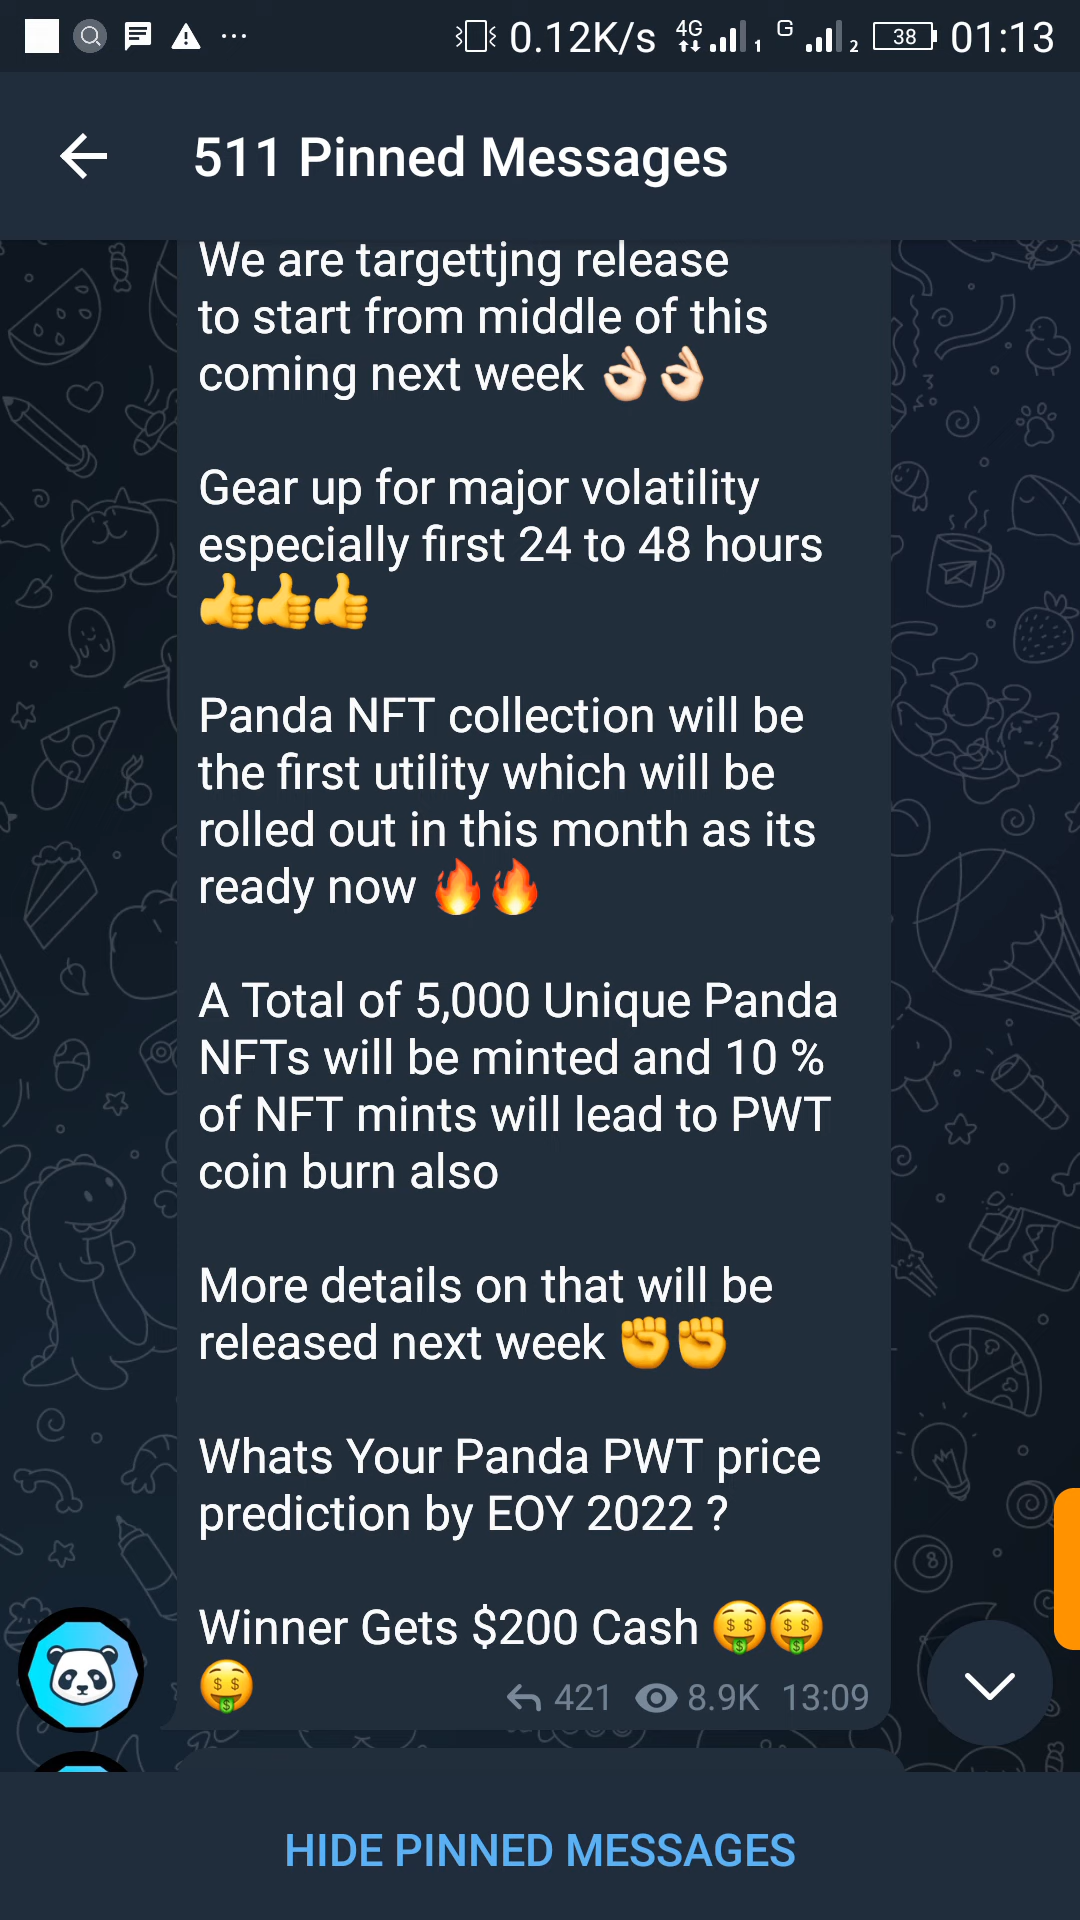 0.12K/s 4G 1 G 2 38 01:13
511 Pinned Messages
We are targettjng release
to start from middle of this
coming next week 👌🏻👌🏻
Gear up for major volatility
especially first 24 to 48 hours
👍👍👍
Panda NFT collection will be
the first utility which will be
rolled out in this month as its
ready now 🔥🔥
A Total of 5,000 Unique Panda
NFTs will be minted and 10 %
of NFT mints will lead to PWT
coin burn also
More details on that will be
released next week ✊✊
Whats Your Panda PWT price
prediction by EOY 2022 ?
Winner Gets $200 Cash 🤑🤑
🤑
421 8.9K 13:09
HIDE PINNED MESSAGES